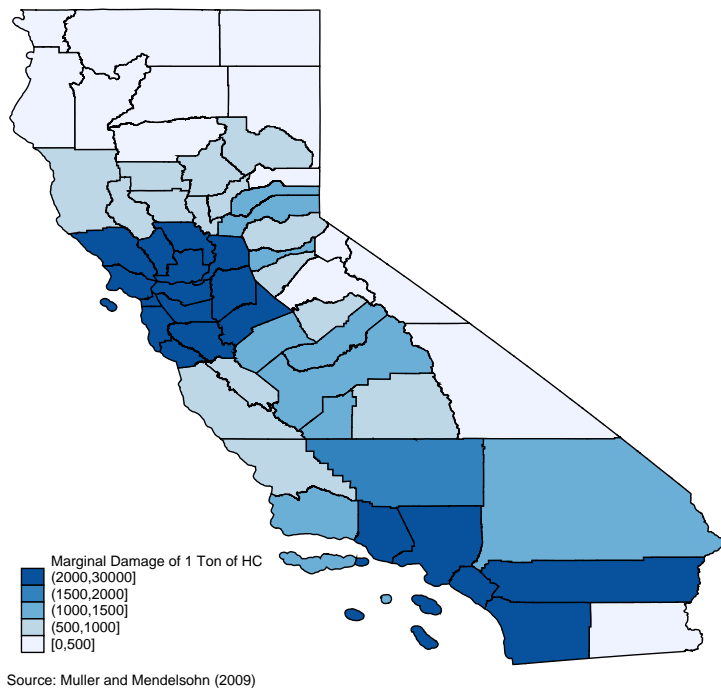 Marginal Damage of 1 Ton of HC
(2000,30000]
(1500,2000]
(1000,1500]
(500,1000]
[0,500]
Source: Muller and Mendelsohn (2009)